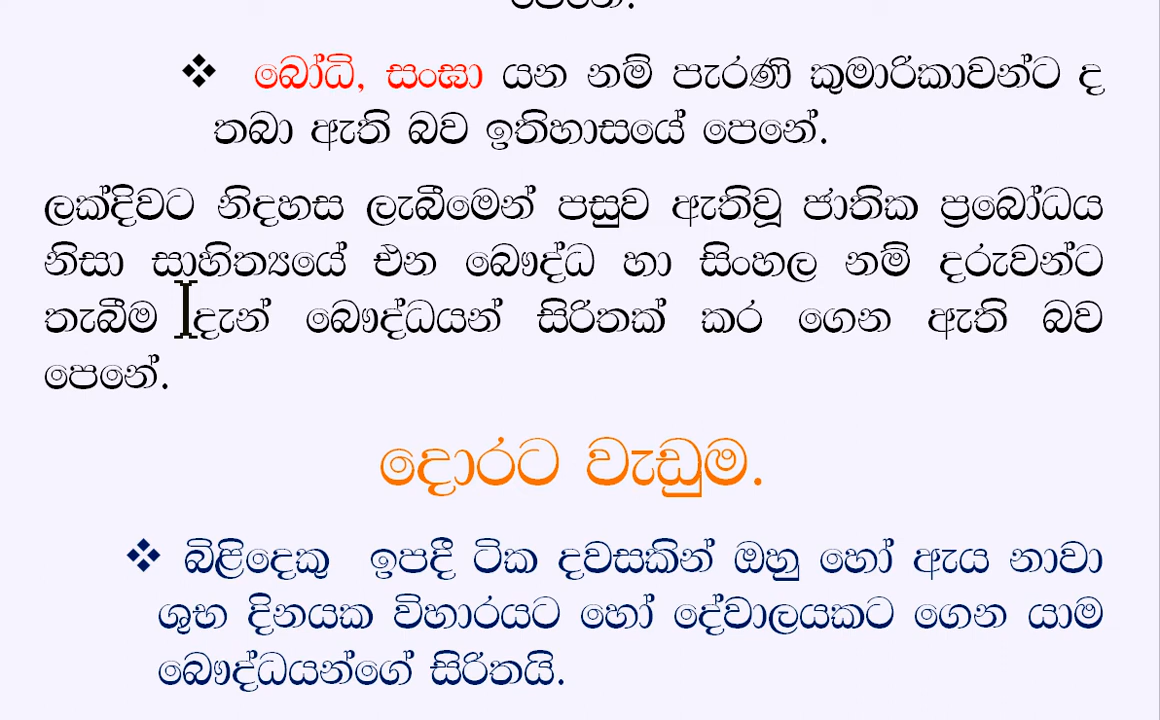 පෙනේ.
❖ බෝධි, සංඝා යන නම් පැරණි කුමාරිකාවන්ට ද
තබා ඇති බව ඉතිහාසයේ පෙනේ.
ලක්දිවට නිදහස ලැබීමෙන් පසුව ඇතිවූ ජාතික ප්‍රබෝධය
නිසා සාහිත්‍යයේ එන බෞද්ධ හා සිංහල නම් දරුවන්ට
තැබීම දැන් බෞද්ධයන් සිරිතක් කර ගෙන ඇති බව
පෙනේ.
දොරට වැඩුම.
❖ බිළිදෙකු ඉපදී ටික දවසකින් ඔහු හෝ ඇය නාවා
ශුභ දිනයක විහාරයට හෝ දේවාලයකට ගෙන යාම
බෞද්ධයන්ගේ සිරිතයි.